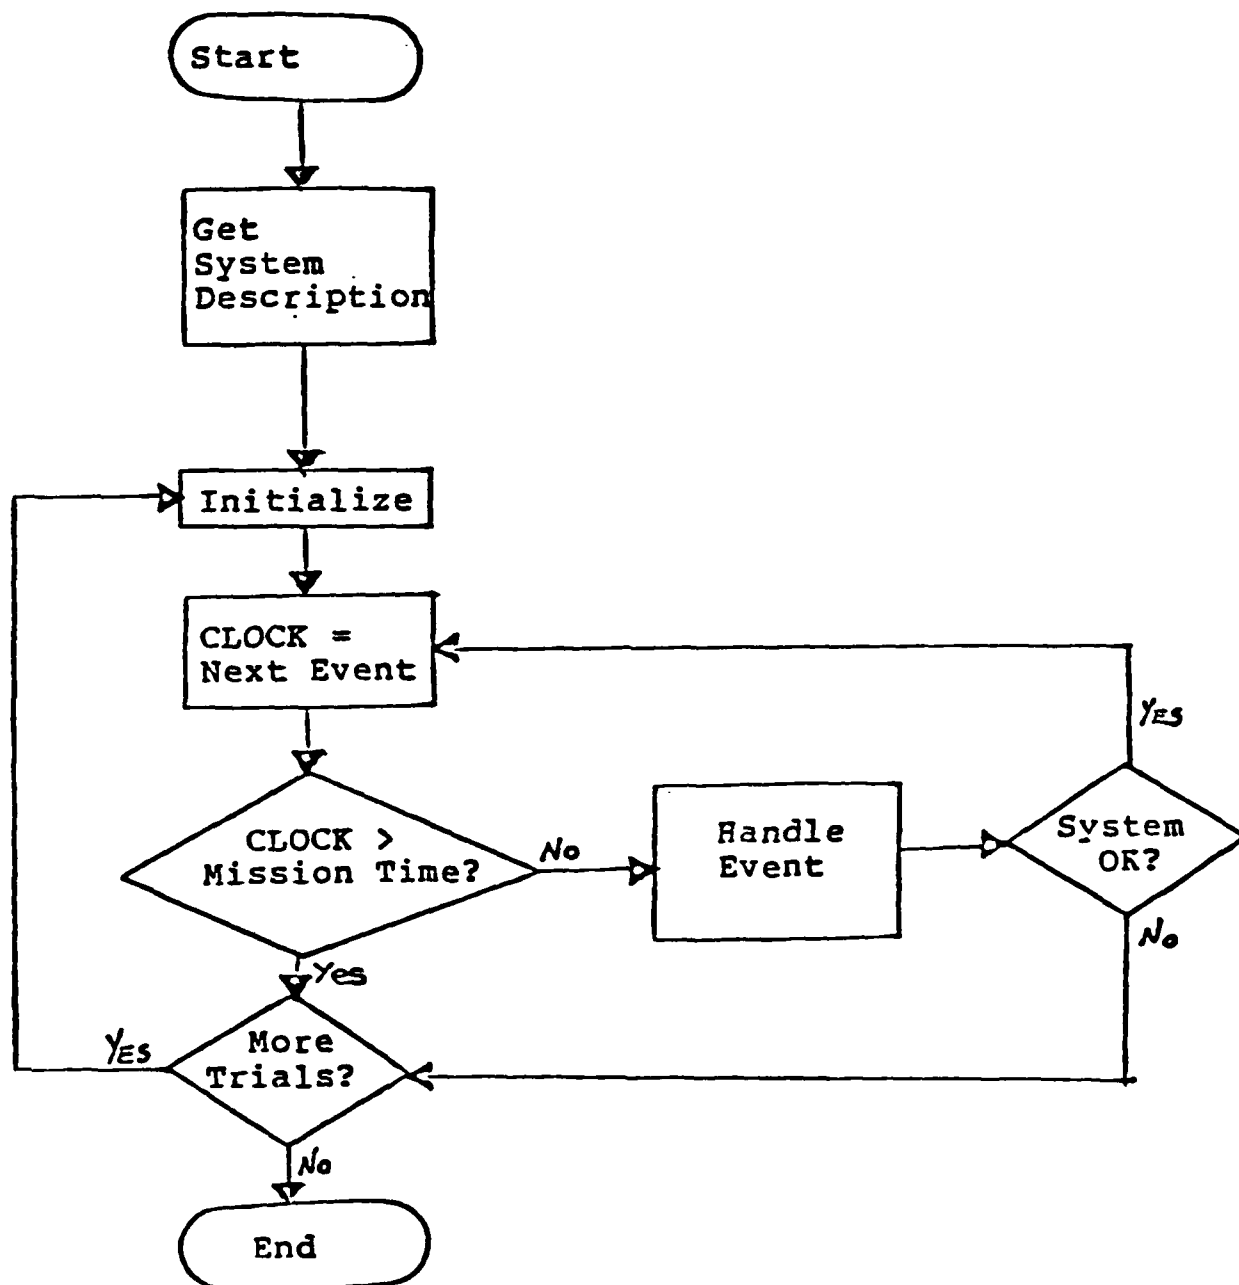 Start
Get
System
Description
Initialize
CLOCK =
Next Event
YES
CLOCK >
Mission Time?
No
Handle
Event
System
OK?
No
Yes
YES
More
Trials?
No
End